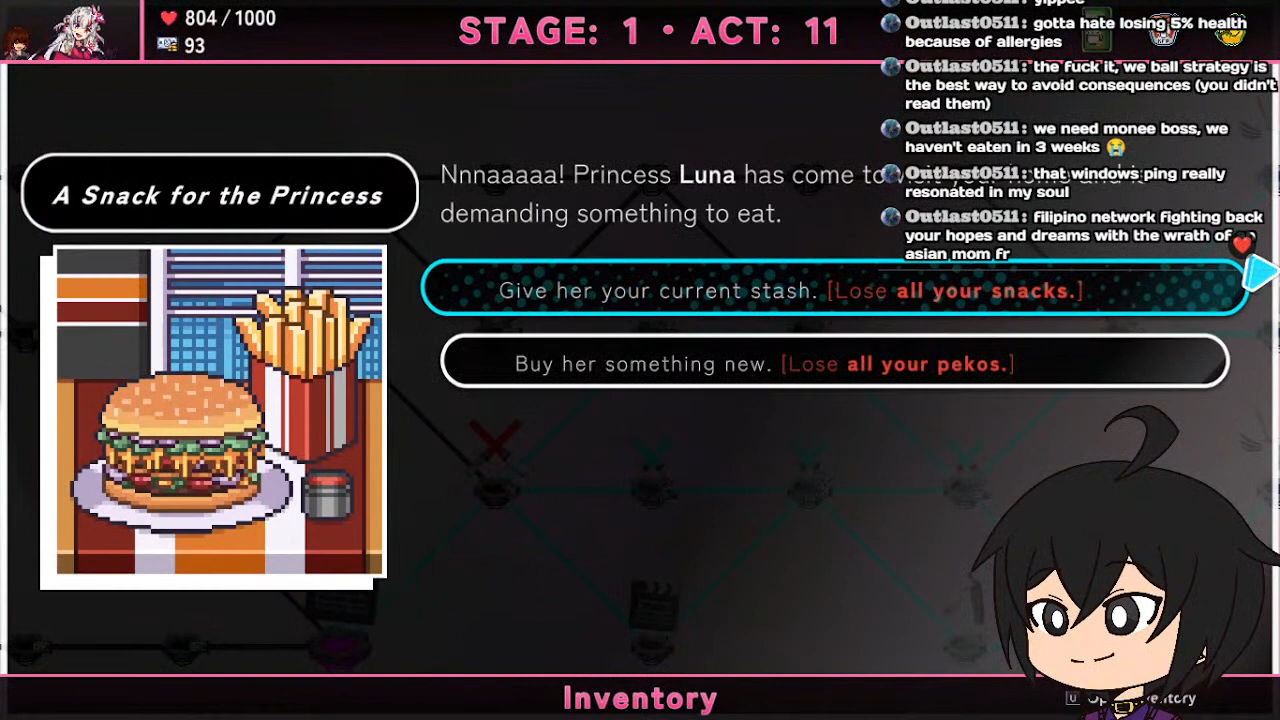 804 / 1000
93
STAGE: 1 • ACT: 11
Outlast0511: gotta hate losing 5% health
because of allergies
Outlast0511: the fuck it, we ball strategy is
the best way to avoid consequences (you didn't
read them)
Outlast0511: we need monee boss, we
haven't eaten in 3 weeks 😭
Outlast0511: that windows ping really
resonated in my soul
Outlast0511: filipino network fighting back
your hopes and dreams with the wrath of
asian mom fr
A Snack for the Princess
Nnnaaaaa! Princess Luna has come to
demanding something to eat.
Give her your current stash. [Lose all your snacks.]
Buy her something new. [Lose all your pekos.]
Inventory
U